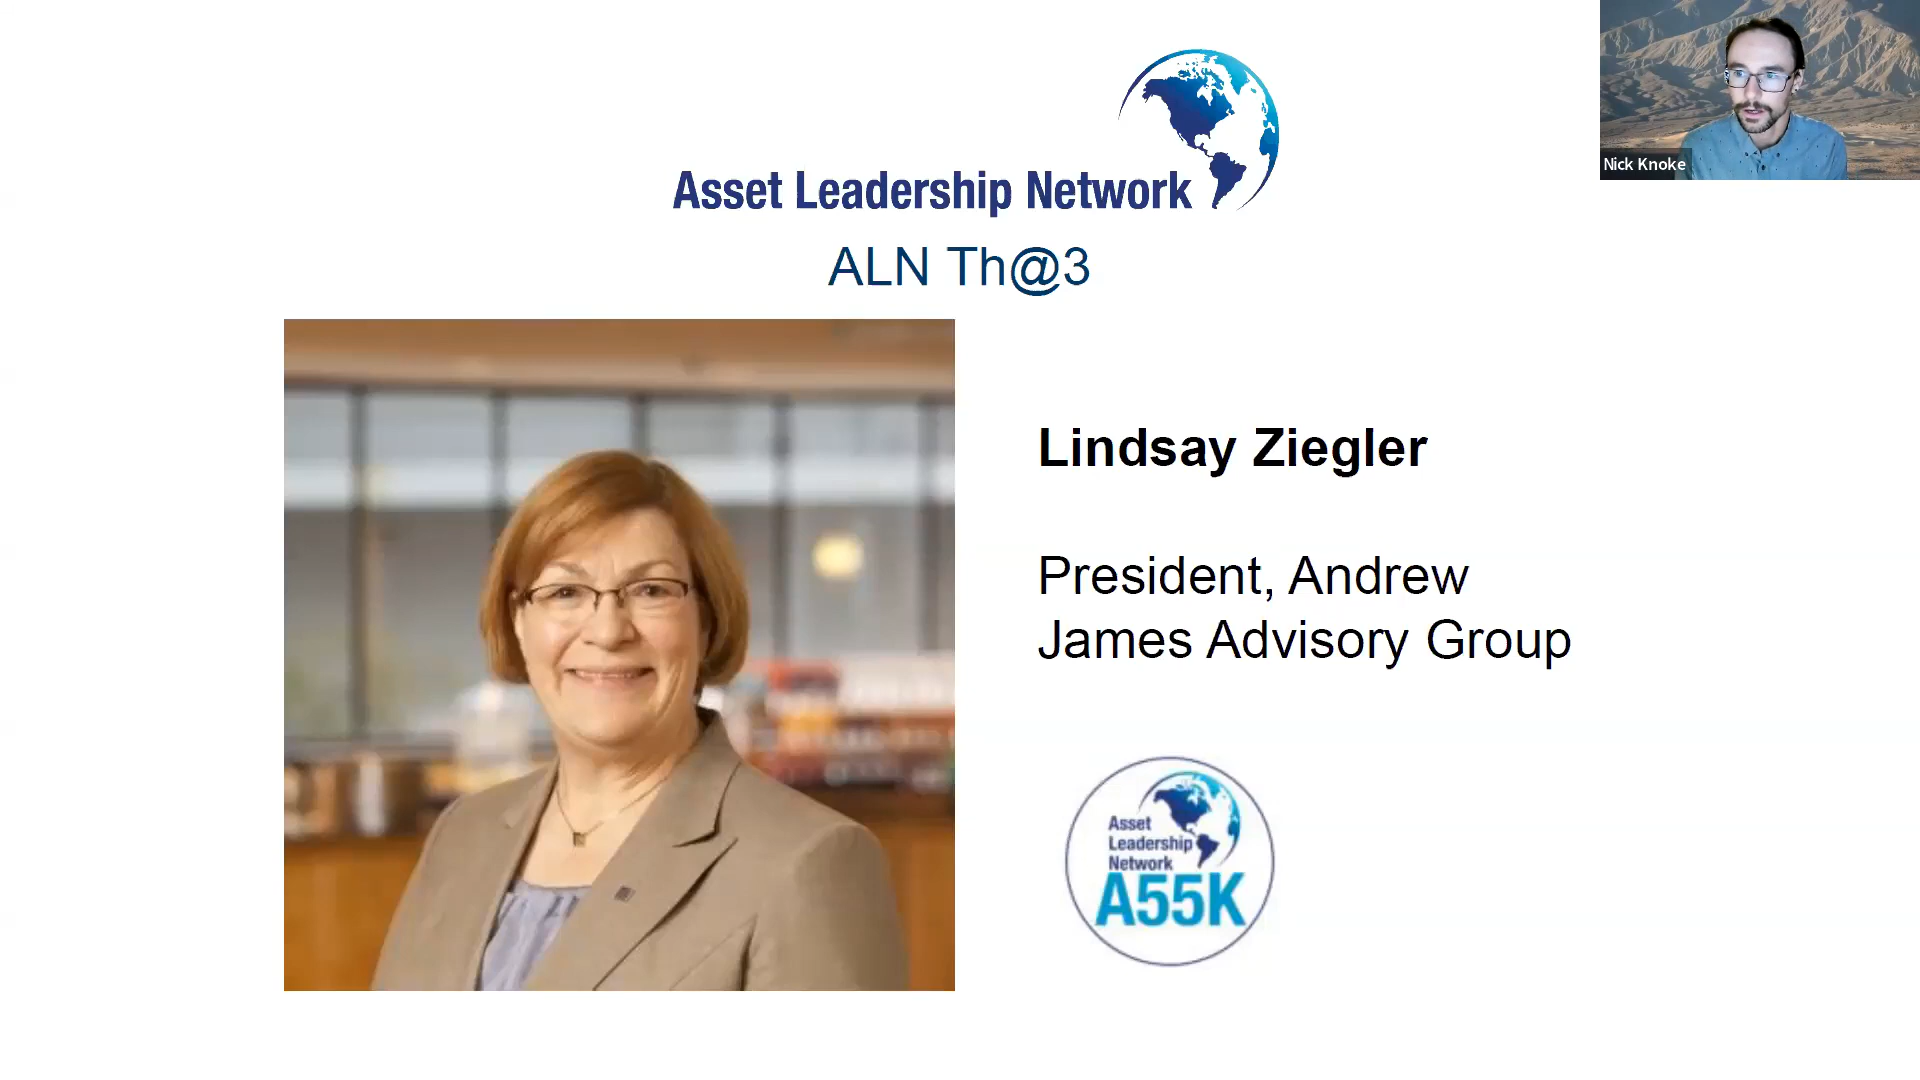 Asset Leadership Network
ALN Th@3
Nick Knoke
Lindsay Ziegler
President, Andrew
James Advisory Group
Asset
Leadership
Network
A55K